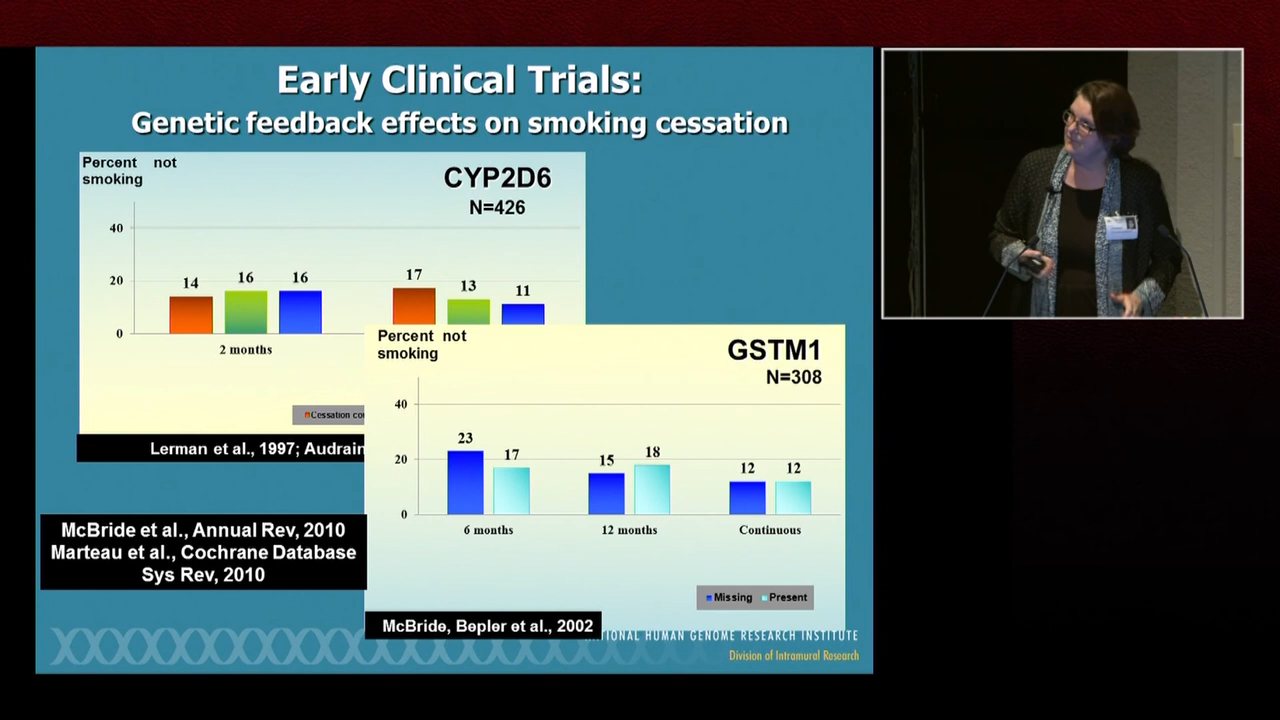 Early Clinical Trials:
Genetic feedback effects on smoking cessation
Percent not
smoking
CYP2D6
N=426
40
20
0
14
16
16
17
13
11
2 months
Cessation
Lerman et al., 1997; Audrain
Percent not
smoking
GSTM1
N=308
40
20
0
23
17
15
18
12
12
6 months
12 months
Continuous
Missing Present
McBride, Bepler et al., 2002
McBride et al., Annual Rev, 2010
Marteau et al., Cochrane Database
Sys Rev, 2010
NATIONAL HUMAN GENOME RESEARCH INSTITUTE
Division of Intramural Research